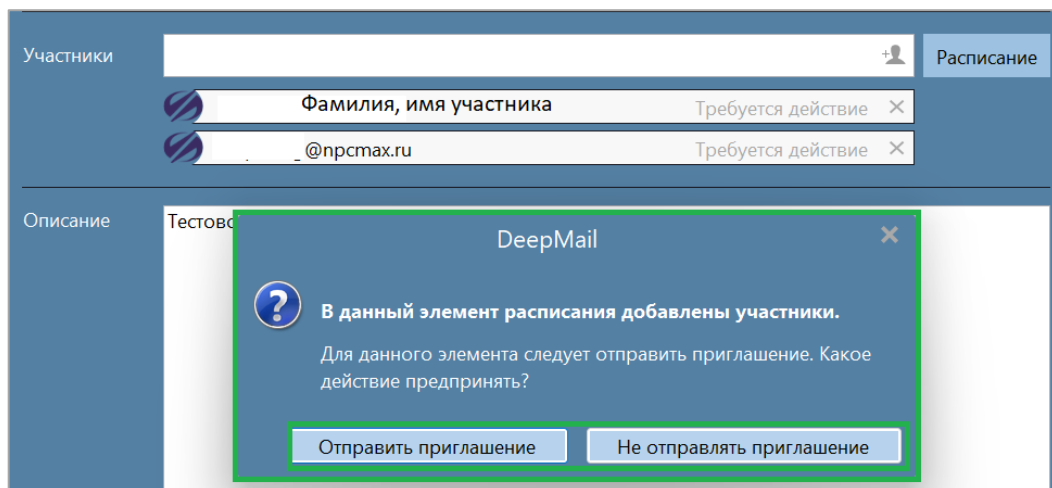 Участники
Расписание
Фамилия, имя участника Требуется действие
@npcmax.ru Требуется действие
Описание
DeepMail
В данный элемент расписания добавлены участники.
Для данного элемента следует отправить приглашение. Какое
действие предпринять?
Отправить приглашение Не отправлять приглашение